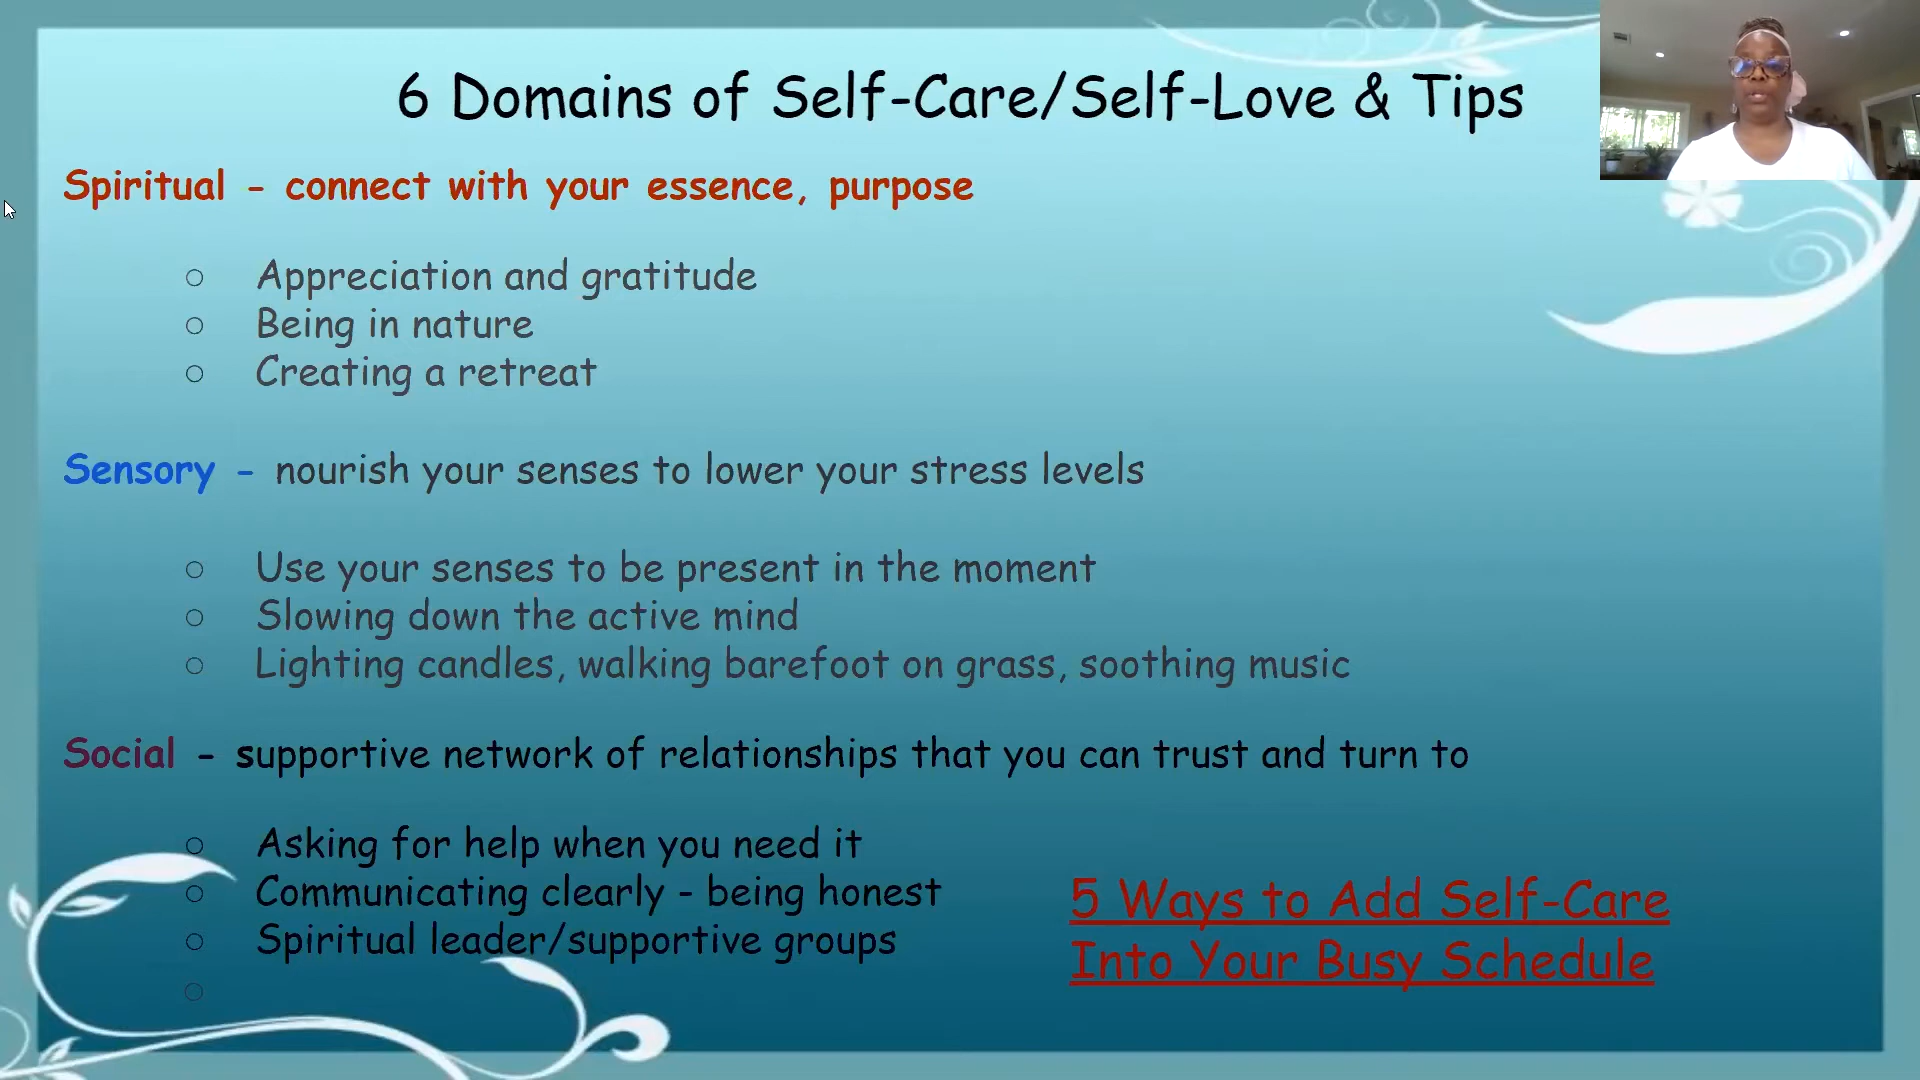 6 Domains of Self-Care/Self-Love & Tips
Spiritual - connect with your essence, purpose
○ Appreciation and gratitude
○ Being in nature
○ Creating a retreat
Sensory - nourish your senses to lower your stress levels
○ Use your senses to be present in the moment
○ Slowing down the active mind
○ Lighting candles, walking barefoot on grass, soothing music
Social - supportive network of relationships that you can trust and turn to
○ Asking for help when you need it
○ Communicating clearly - being honest
○ Spiritual leader/supportive groups
○
5 Ways to Add Self-Care
Into Your Busy Schedule